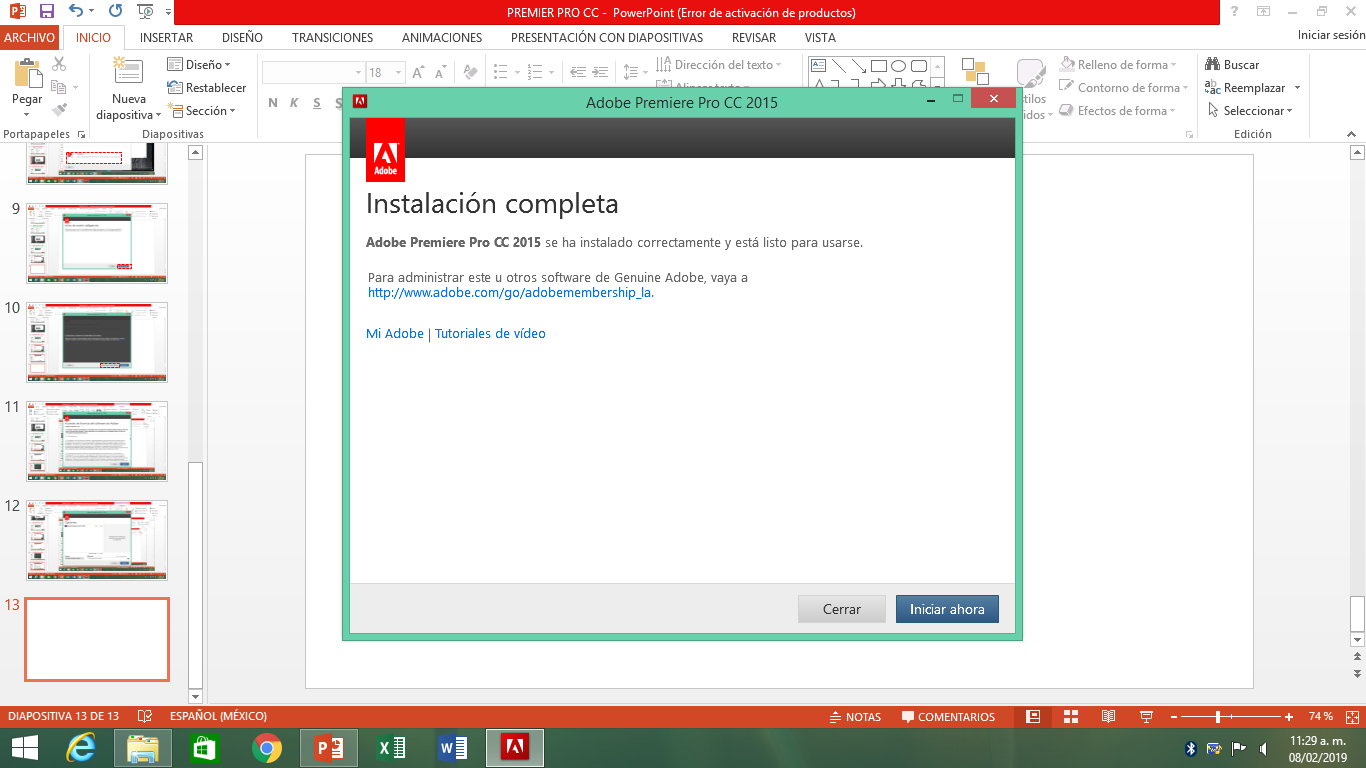 PREMIER PRO CC - PowerPoint (Error de activación de productos)
ARCHIVO INICIO INSERTAR DISEÑO TRANSICIONES ANIMACIONES PRESENTACIÓN CON DIAPOSITIVAS REVISAR VISTA Iniciar sesión
Pegar
Nueva
diapositiva
Diseño
Restablecer
Sección
18
N K S S
Dirección del texto
Alinear texto
Relleno de forma
Contorno de forma
Efectos de forma
Buscar
Reemplazar
Seleccionar
Portapapeles
Diapositivas
Edición
9
10
11
12
13
Adobe Premiere Pro CC 2015
Adobe
Instalación completa
Adobe Premiere Pro CC 2015 se ha instalado correctamente y está listo para usarse.
Para administrar este u otros software de Genuine Adobe, vaya a
http://www.adobe.com/go/adobemembership_la.
Mi Adobe | Tutoriales de vídeo
Cerrar
Iniciar ahora
DIAPOSITIVA 13 DE 13 ESPAÑOL (MÉXICO) NOTAS COMENTARIOS 74 %
11:29 a. m.
08/02/2019